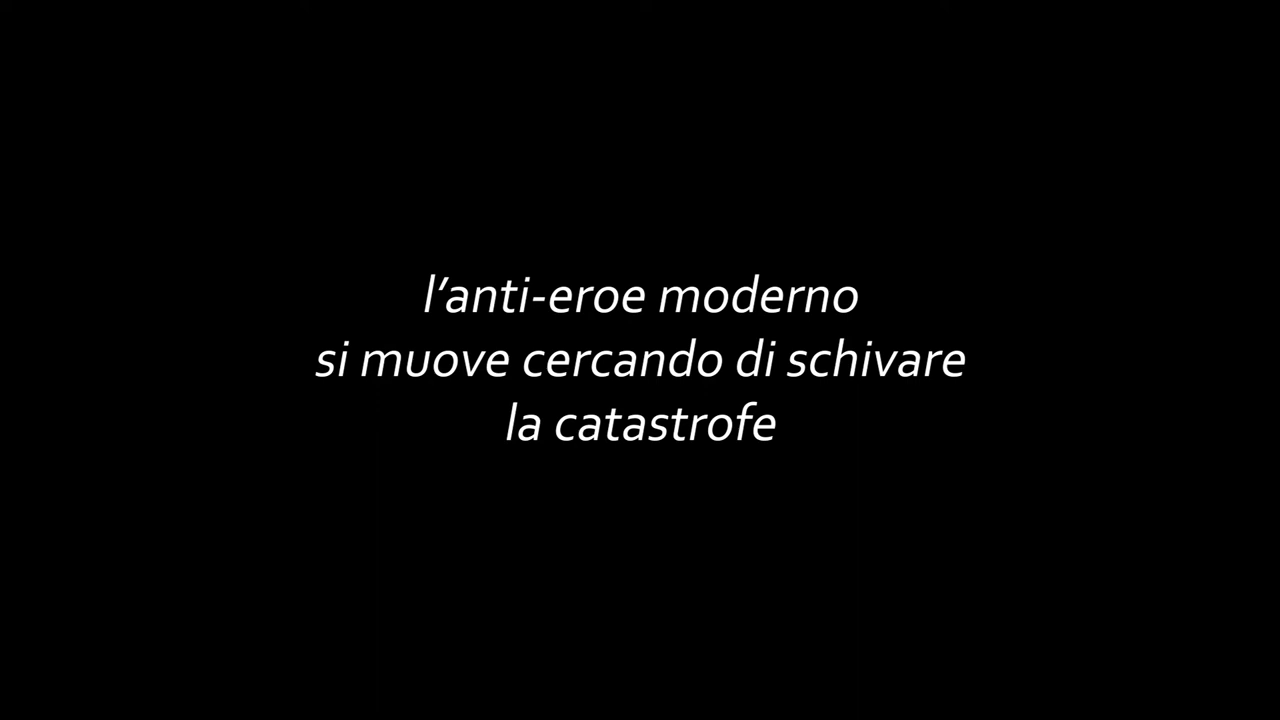 l’anti-eroe moderno
si muove cercando di schivare
la catastrofe